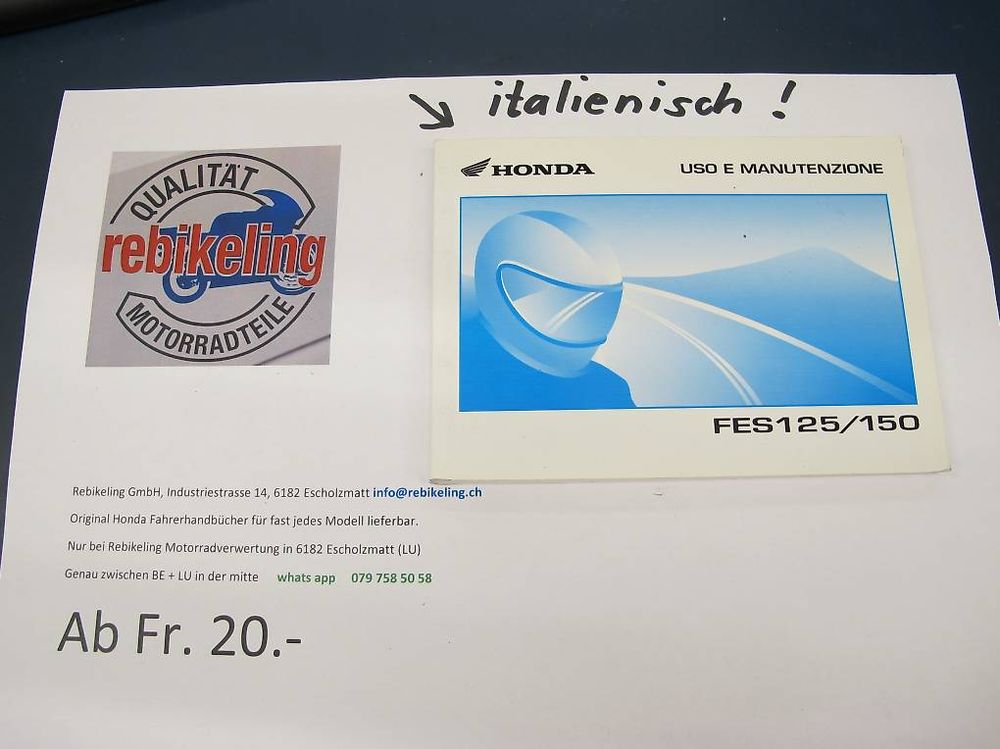 italienisch !
QUALITÄT
rebikeling
MOTORRADTEILE
HONDA
USO E MANUTENZIONE
FES125/150
Rebikeling GmbH, Industriestrasse 14, 6182 Escholzmatt info@rebikeling.ch
Original Honda Fahrerhandbücher für fast jedes Modell lieferbar.
Nur bei Rebikeling Motorradverwertung in 6182 Escholzmatt (LU)
Genau zwischen BE + LU in der mitte whats app 079 758 50 58
Ab Fr. 20.-